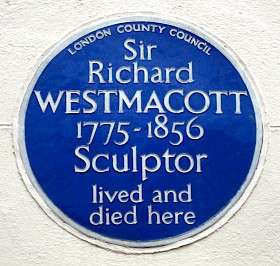 LONDON COUNTY COUNCIL
Sir
Richard
WESTMACOTT
1775-1856
Sculptor
lived and
died here